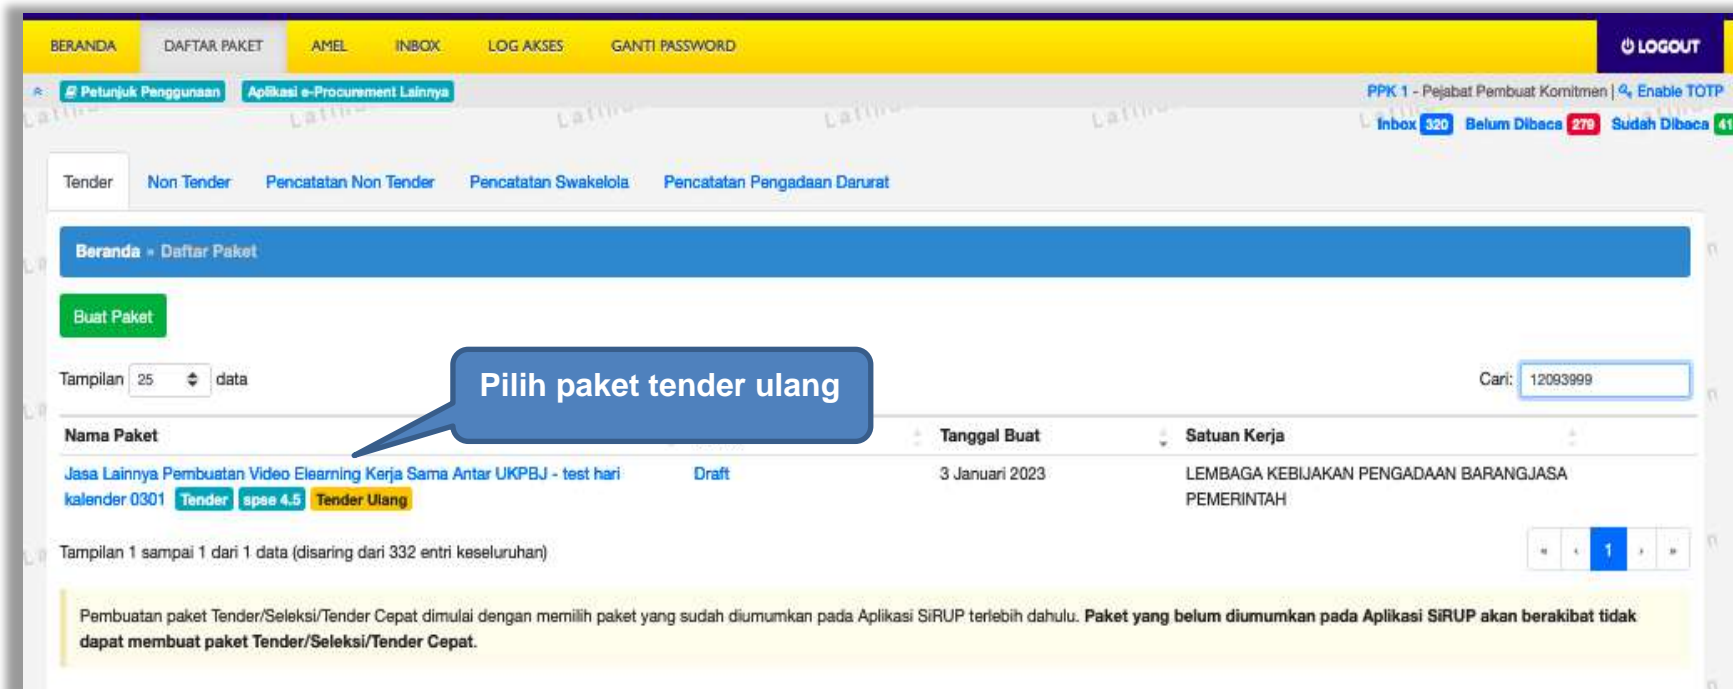 BERANDA DAFTAR PAKET AMEL INBOX LOG AKSES GANTI PASSWORD LOGOUT
Petunjuk Penggunaan Aplikasi e-Procurement Lainnya PPK 1 - Pejabat Pembuat Komitmen | Enable TOTP
Inbox 320 Belum Dibaca 279 Sudah Dibaca 41
Tender Non Tender Pencatatan Non Tender Pencatatan Swakelola Pencatatan Pengadaan Darurat
Beranda » Daftar Paket
Buat Paket
Pilih paket tender ulang
Tampilan 25 data Cari: 12093999
Nama Paket Tanggal Buat Satuan Kerja
Jasa Lainnya Pembuatan Video Elearning Kerja Sama Antar UKPBJ - test hari Draft 3 Januari 2023 LEMBAGA KEBIJAKAN PENGADAAN BARANGJASA
kalender 0301 Tender spse 4.5 Tender Ulang PEMERINTAH
Tampilan 1 sampai 1 dari 1 data (disaring dari 332 entri keseluruhan) « ‹ 1 › »
Pembuatan paket Tender/Seleksi/Tender Cepat dimulai dengan memilih paket yang sudah diumumkan pada Aplikasi SiRUP terlebih dahulu. Paket yang belum diumumkan pada Aplikasi SiRUP akan berakibat tidak
dapat membuat paket Tender/Seleksi/Tender Cepat.